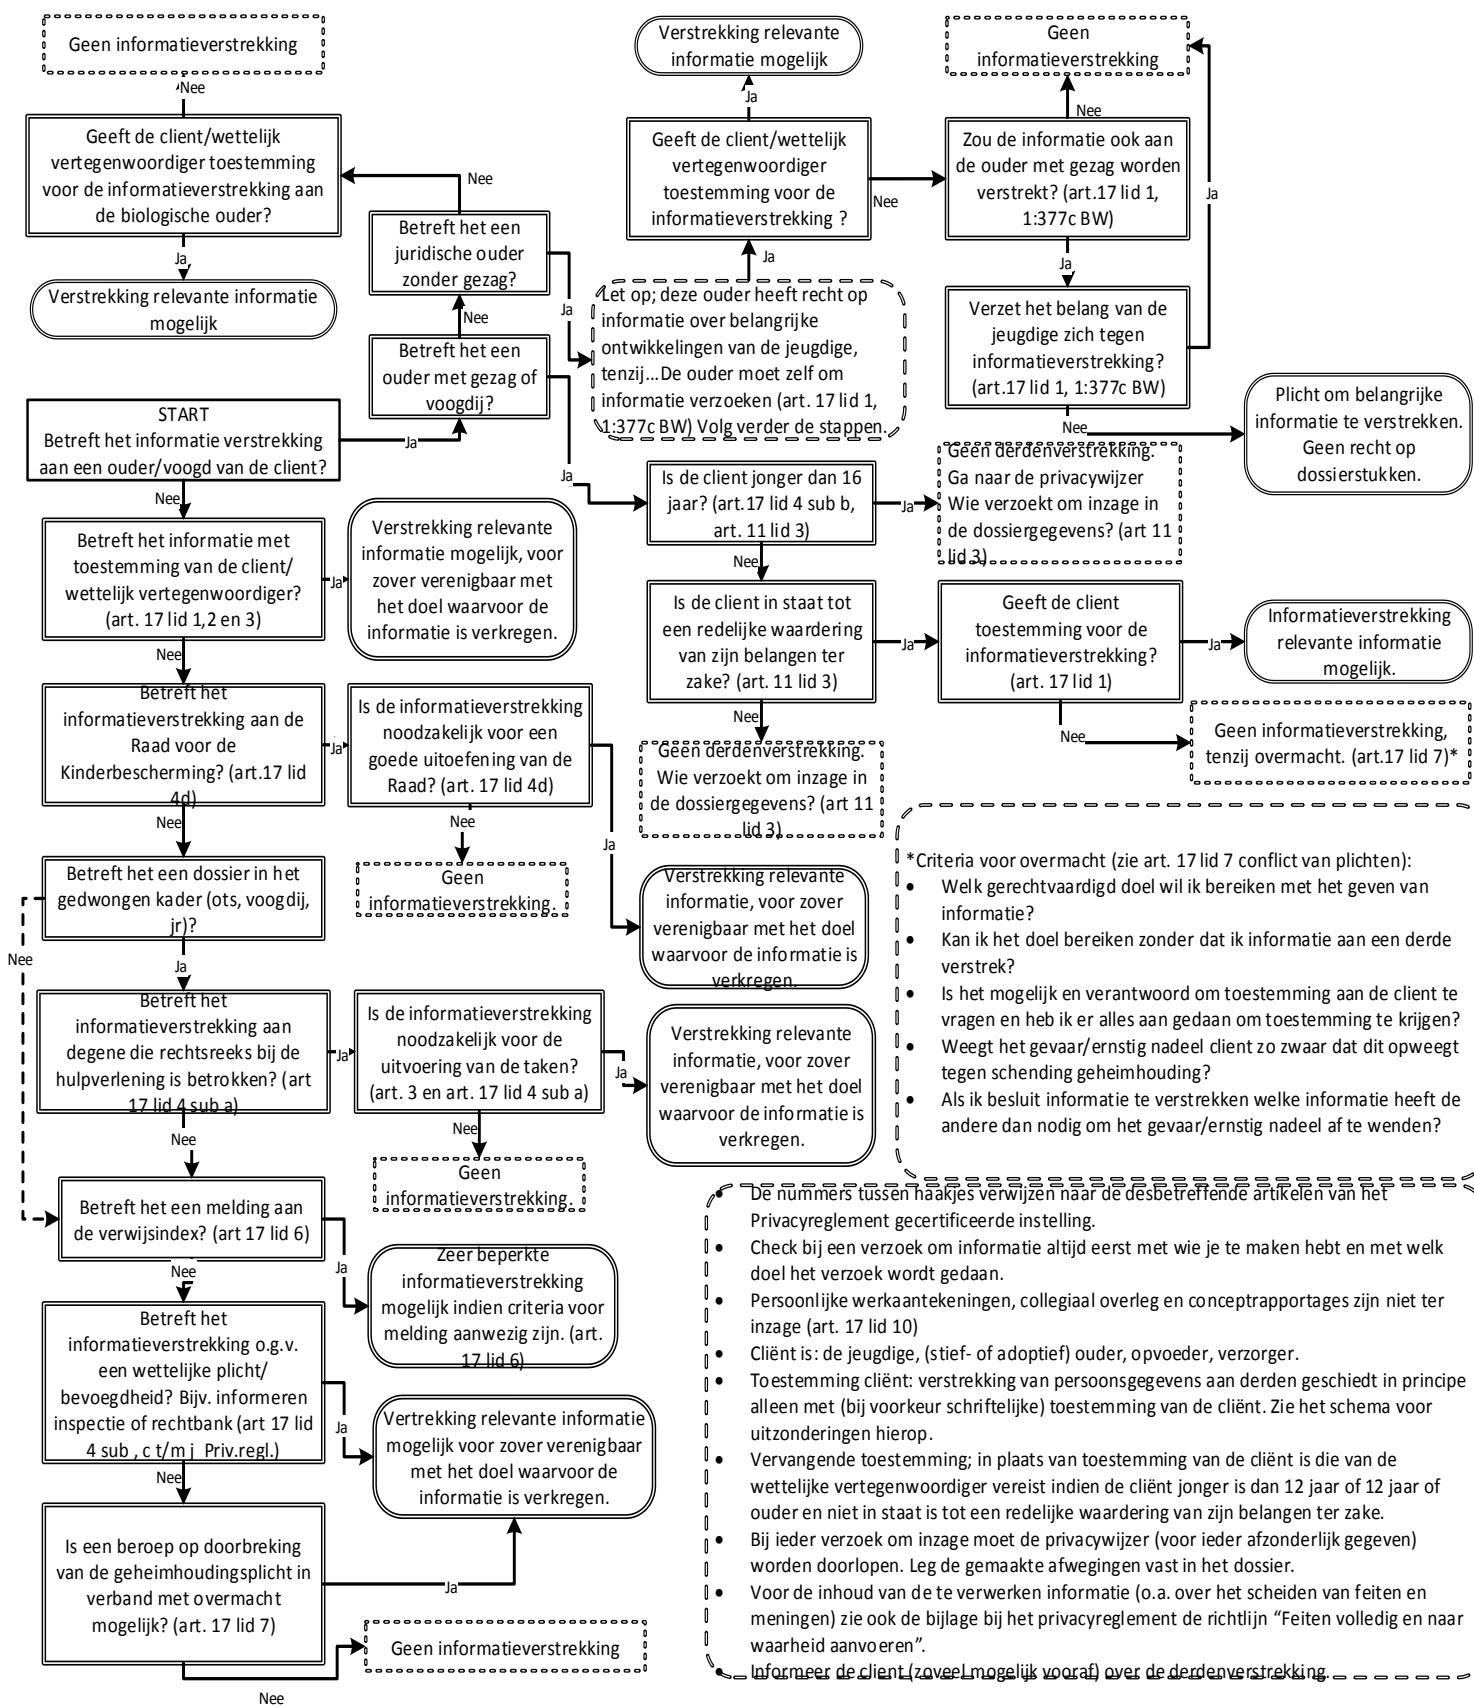 Geen informatieverstrekking
Nee
Geeft de client/wettelijk
vertegenwoordiger toestemming
voor de informatieverstrekking aan
de biologische ouder?
Ja
Verstrekking relevante informatie
mogelijk
Nee
Betreft het een
juridische ouder
zonder gezag?
Nee
Ja
Betreft het een
ouder met gezag of
voogdij?
Ja
START
Betreft het informatie verstrekking
aan een ouder/voogd van de client?
Ja
Nee
Verstrekking relevante
informatie mogelijk
Ja
Geeft de client/wettelijk
vertegenwoordiger
toestemming voor de
informatieverstrekking ?
Nee
Ja
Let op; deze ouder heeft recht op
informatie over belangrijke
ontwikkelingen van de jeugdige,
tenzij...De ouder moet zelf om
informatie verzoeken (art. 17 lid 1,
1:377c BW) Volg verder de stappen.
Geen
informatieverstrekking
Nee
Zou de informatie ook aan
de ouder met gezag worden
verstrekt? (art.17 lid 1,
1:377c BW)
Ja
Ja
Verzet het belang van de
jeugdige zich tegen
informatieverstrekking?
(art.17 lid 1, 1:377c BW)
Nee
Plicht om belangrijke
informatie te verstrekken.
Geen recht op
dossierstukken.
Is de client jonger dan 16
jaar? (art.17 lid 4 sub b,
art. 11 lid 3)
Ja
Geen derdenverstrekking.
Ga naar de privacywijzer
Wie verzoekt om inzage in
de dossiergegevens? (art 11
lid 3)
Nee
Is de client in staat tot
een redelijke waardering
van zijn belangen ter
zake? (art. 11 lid 3)
Ja
Geeft de client
toestemming voor de
informatieverstrekking?
(art. 17 lid 1)
Ja
Informatieverstrekking
relevante informatie
mogelijk.
Nee
Geen derdenverstrekking.
Wie verzoekt om inzage in
de dossiergegevens? (art 11
lid 3)
Nee
Geen informatieverstrekking,
tenzij overmacht. (art.17 lid 7)*
Betreft het informatie met
toestemming van de client/
wettelijk vertegenwoordiger?
(art. 17 lid 1,2 en 3)
Ja
Verstrekking relevante
informatie mogelijk, voor
zover verenigbaar met
het doel waarvoor de
informatie is verkregen.
Nee
Betreft het
informatieverstrekking aan de
Raad voor de
Kinderbescherming? (art.17 lid
4d)
Ja
Is de informatieverstrekking
noodzakelijk voor een
goede uitoefening van de
Raad? (art. 17 lid 4d)
Nee
Geen
informatieverstrekking.
Ja
Verstrekking relevante
informatie, voor zover
verenigbaar met het doel
waarvoor de informatie is
verkregen.
Nee
Betreft het een dossier in het
gedwongen kader (ots, voogdij,
jr)?
Nee
Ja
Betreft het
informatieverstrekking aan
degene die rechtsreeks bij de
hulpverlening is betrokken? (art
17 lid 4 sub a)
Ja
Is de informatieverstrekking
noodzakelijk voor de
uitvoering van de taken?
(art. 3 en art. 17 lid 4 sub a)
Ja
Verstrekking relevante
informatie, voor zover
verenigbaar met het doel
waarvoor de informatie is
verkregen.
Nee
Geen
informatieverstrekking.
Nee
Betreft het een melding aan
de verwijsindex? (art 17 lid 6)
Ja
Zeer beperkte
informatieverstrekking
mogelijk indien criteria voor
melding aanwezig zijn. (art.
17 lid 6)
Nee
Betreft het
informatieverstrekking o.g.v.
een wettelijke plicht/
bevoegdheid? Bijv. informeren
inspectie of rechtbank (art 17 lid
4 sub , c t/m j Priv.regl.)
Ja
Vertrekking relevante informatie
mogelijk voor zover verenigbaar
met het doel waarvoor de
informatie is verkregen.
Nee
Is een beroep op doorbreking
van de geheimhoudingsplicht in
verband met overmacht
mogelijk? (art. 17 lid 7)
Ja
Geen informatieverstrekking
Nee
*Criteria voor overmacht (zie art. 17 lid 7 conflict van plichten):
• Welk gerechtvaardigd doel wil ik bereiken met het geven van
informatie?
• Kan ik het doel bereiken zonder dat ik informatie aan een derde
verstrek?
• Is het mogelijk en verantwoord om toestemming aan de client te
vragen en heb ik er alles aan gedaan om toestemming te krijgen?
• Weegt het gevaar/ernstig nadeel client zo zwaar dat dit opweegt
tegen schending geheimhouding?
• Als ik besluit informatie te verstrekken welke informatie heeft de
andere dan nodig om het gevaar/ernstig nadeel af te wenden?
• De nummers tussen haakjes verwijzen naar de desbetreffende artikelen van het
Privacyreglement gecertificeerde instelling.
• Check bij een verzoek om informatie altijd eerst met wie je te maken hebt en met welk
doel het verzoek wordt gedaan.
• Persoonlijke werkaantekeningen, collegiaal overleg en conceptrapportages zijn niet ter
inzage (art. 17 lid 10)
• Cliënt is: de jeugdige, (stief- of adoptief) ouder, opvoeder, verzorger.
• Toestemming cliënt: verstrekking van persoonsgegevens aan derden geschiedt in principe
alleen met (bij voorkeur schriftelijke) toestemming van de cliënt. Zie het schema voor
uitzonderingen hierop.
• Vervangende toestemming; in plaats van toestemming van de cliënt is die van de
wettelijke vertegenwoordiger vereist indien de cliënt jonger is dan 12 jaar of 12 jaar of
ouder en niet in staat is tot een redelijke waardering van zijn belangen ter zake.
• Bij ieder verzoek om inzage moet de privacywijzer (voor ieder afzonderlijk gegeven)
worden doorlopen. Leg de gemaakte afwegingen vast in het dossier.
• Voor de inhoud van de te verwerken informatie (o.a. over het scheiden van feiten en
meningen) zie ook de bijlage bij het privacyreglement de richtlijn “Feiten volledig en naar
waarheid aanvoeren”.
• Informeer de client (zoveel mogelijk vooraf) over de derdenverstrekking